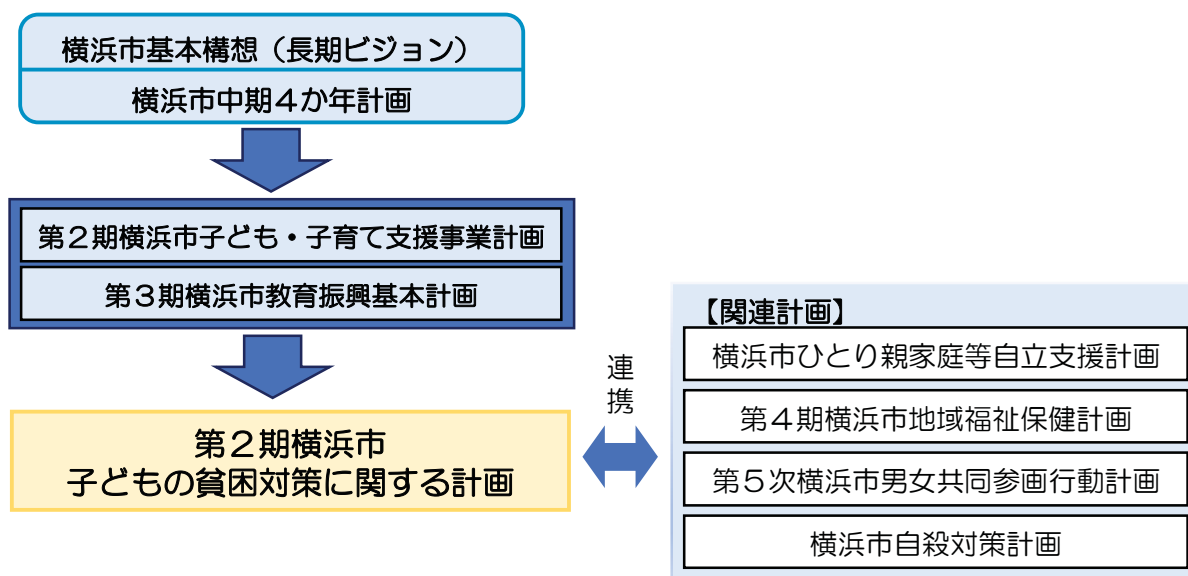 横浜市基本構想（長期ビジョン）
横浜市中期４か年計画
第２期横浜市子ども・子育て支援事業計画
第３期横浜市教育振興基本計画
第２期横浜市
子どもの貧困対策に関する計画
連
携
【関連計画】
横浜市ひとり親家庭等自立支援計画
第４期横浜市地域福祉保健計画
第５次横浜市男女共同参画行動計画
横浜市自殺対策計画